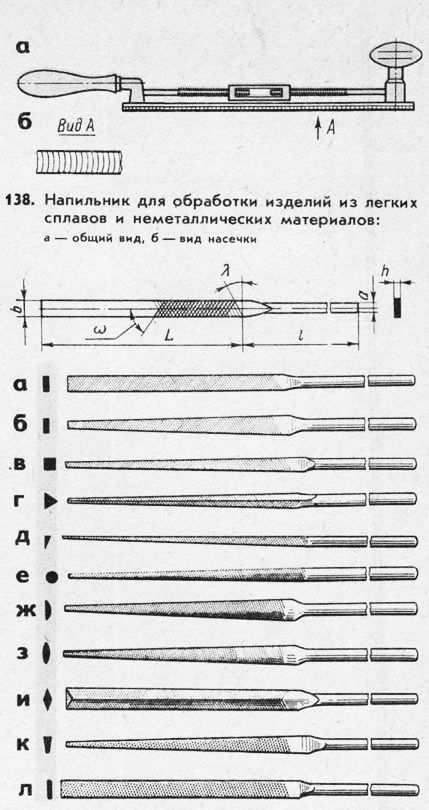 а
б
Вид А
А
138. Напильник для обработки изделий из легких
сплавов и неметаллических материалов:
а — общий вид, б — вид насечки
λ
h
b
a
ω
L
l
а
б
в
г
д
е
ж
з
и
к
л